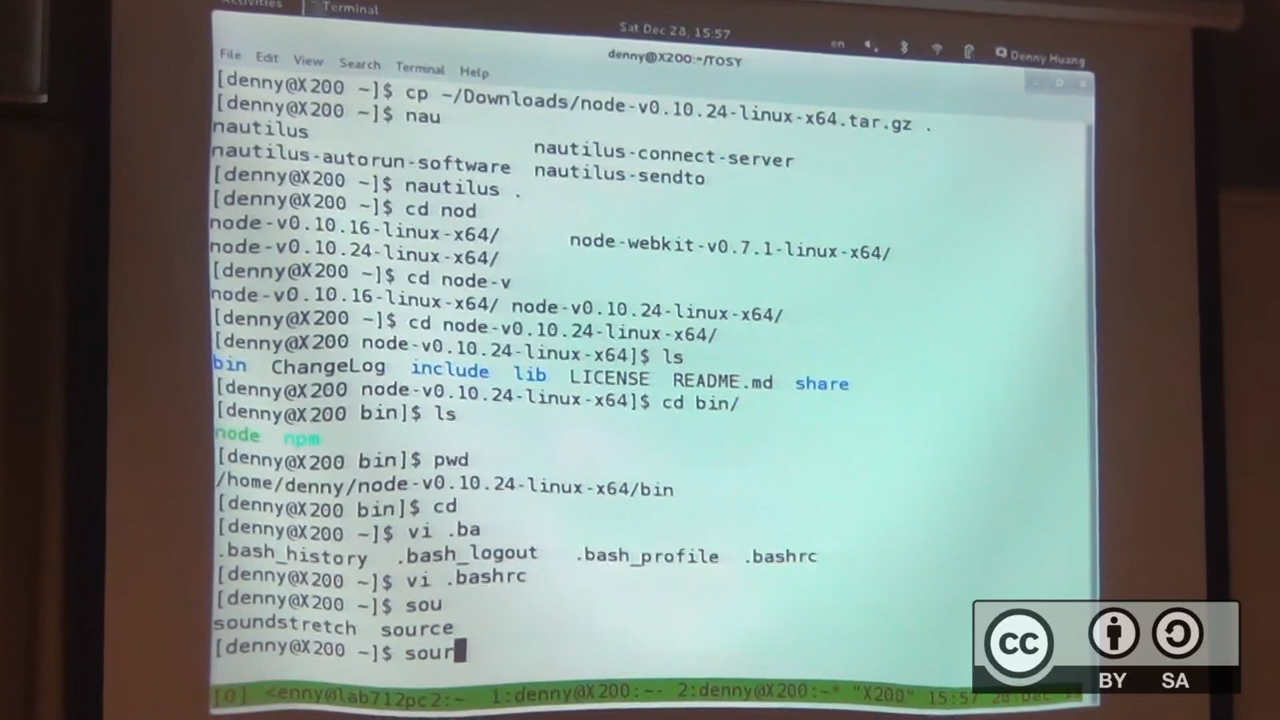 Activities Terminal
Sat Dec 28, 15:57
en Denny Huang
denny@X200:~/TOSY
File Edit View Search Terminal Help
[denny@X200 ~]$ cp ~/Downloads/node-v0.10.24-linux-x64.tar.gz .
[denny@X200 ~]$ nau
nautilus nautilus-connect-server
nautilus-autorun-software nautilus-sendto
[denny@X200 ~]$ nautilus .
[denny@X200 ~]$ cd nod
node-v0.10.16-linux-x64/ node-webkit-v0.7.1-linux-x64/
node-v0.10.24-linux-x64/
[denny@X200 ~]$ cd node-v
node-v0.10.16-linux-x64/ node-v0.10.24-linux-x64/
[denny@X200 ~]$ cd node-v0.10.24-linux-x64/
[denny@X200 node-v0.10.24-linux-x64]$ ls
bin ChangeLog include lib LICENSE README.md share
[denny@X200 node-v0.10.24-linux-x64]$ cd bin/
[denny@X200 bin]$ ls
node npm
[denny@X200 bin]$ pwd
/home/denny/node-v0.10.24-linux-x64/bin
[denny@X200 bin]$ cd
[denny@X200 ~]$ vi .ba
.bash_history .bash_logout .bash_profile .bashrc
[denny@X200 ~]$ vi .bashrc
[denny@X200 ~]$ sou
soundstretch source
[denny@X200 ~]$ sour
[0] <enny@lab712pc2:~ 1:denny@X200:~- 2:denny@X200:~* "X200" 15:57 28-Dec
CC BY SA